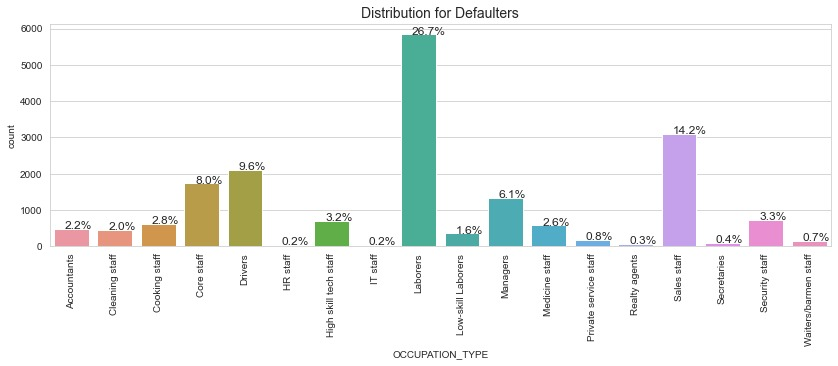 Distribution for Defaulters
count
6000
5000
4000
3000
2000
1000
0
2.2%
2.0%
2.8%
8.0%
9.6%
0.2%
3.2%
0.2%
26.7%
1.6%
6.1%
2.6%
0.8%
0.3%
14.2%
0.4%
3.3%
0.7%
Accountants
Cleaning staff
Cooking staff
Core staff
Drivers
HR staff
High skill tech staff
IT staff
Laborers
Low-skill Laborers
Managers
Medicine staff
Private service staff
Realty agents
Sales staff
Secretaries
Security staff
Waiters/barmen staff
OCCUPATION_TYPE